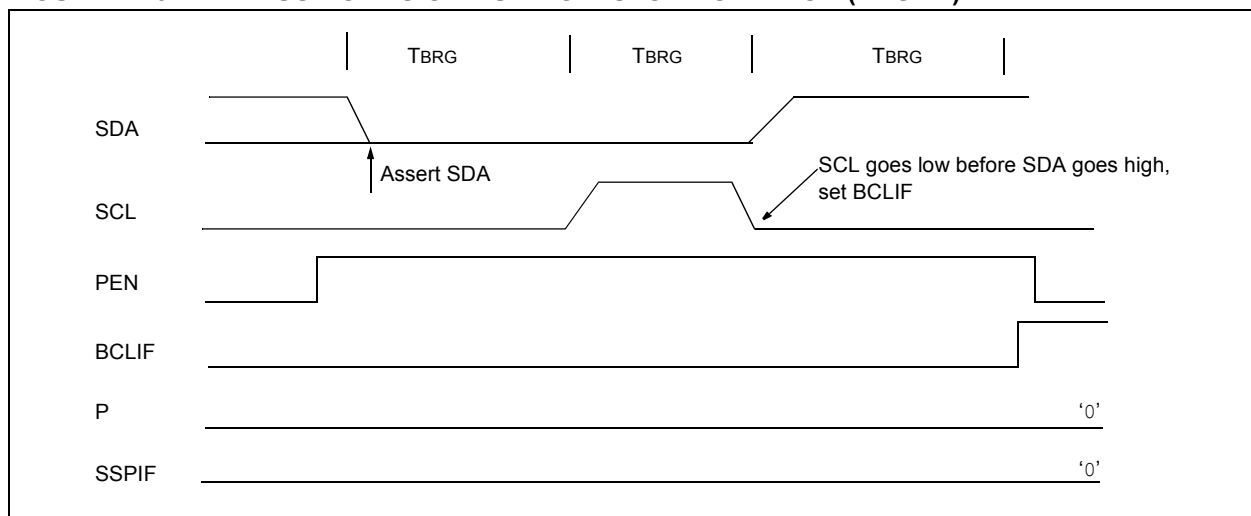 TBRG TBRG TBRG
SDA
Assert SDA
SCL goes low before SDA goes high,
set BCLIF
SCL
PEN
BCLIF
P
‘0’
SSPIF
‘0’